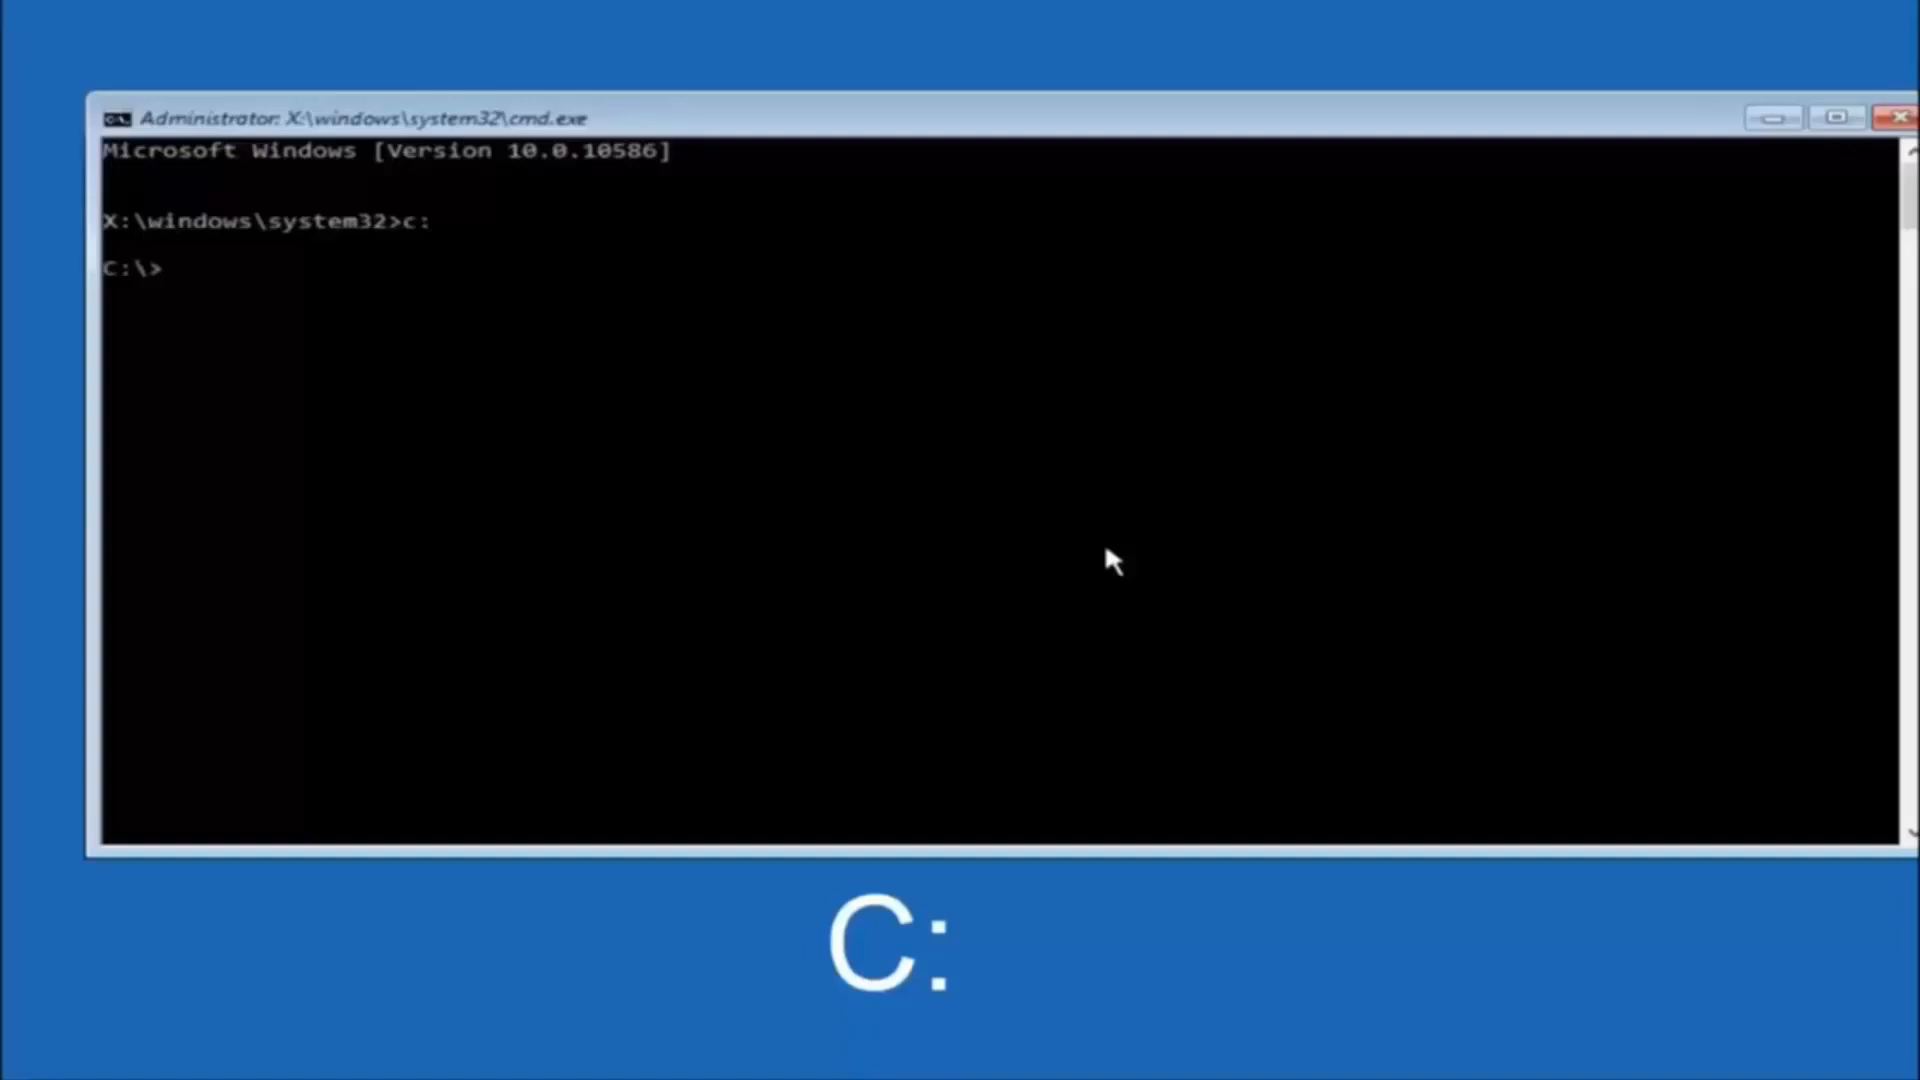 Administrator: X:\windows\system32\cmd.exe
Microsoft Windows [Version 10.0.10586]
X:\windows\system32>c:
C:\>
C: